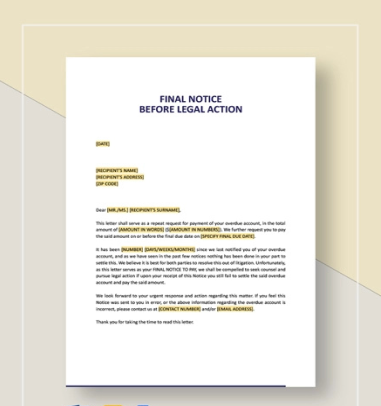 FINAL NOTICE
BEFORE LEGAL ACTION
[DATE]
[RECIPIENT'S NAME]
[RECIPIENT'S ADDRESS]
[ZIP CODE]
Dear [MR./MS.] [RECIPIENT'S SURNAME],
This letter shall serve as a repeat request for payment of your overdue account, in the total
amount of [AMOUNT IN WORDS] ($[AMOUNT IN NUMBERS]). We further request you to pay
the said amount on or before the final due date on [SPECIFY FINAL DUE DATE].
It has been [NUMBER] [DAYS/WEEKS/MONTHS] since we last notified you of your overdue
account, and as we have seen in the past few notices nothing has been done in your part to
settle this. We believe it is best for both parties to resolve this out of litigation. Unfortunately,
as this letter serves as your FINAL NOTICE TO PAY, we shall be compelled to seek counsel and
pursue legal action if upon your receipt of this Notice you still fail to settle the said overdue
account and pay the said amount.
We look forward to your urgent response and action regarding this matter. If you feel this
Notice was sent to you in error, or the above information regarding the overdue account is
incorrect, please contact us at [CONTACT NUMBER] and/or [EMAIL ADDRESS].
Thank you for taking the time to read this letter.